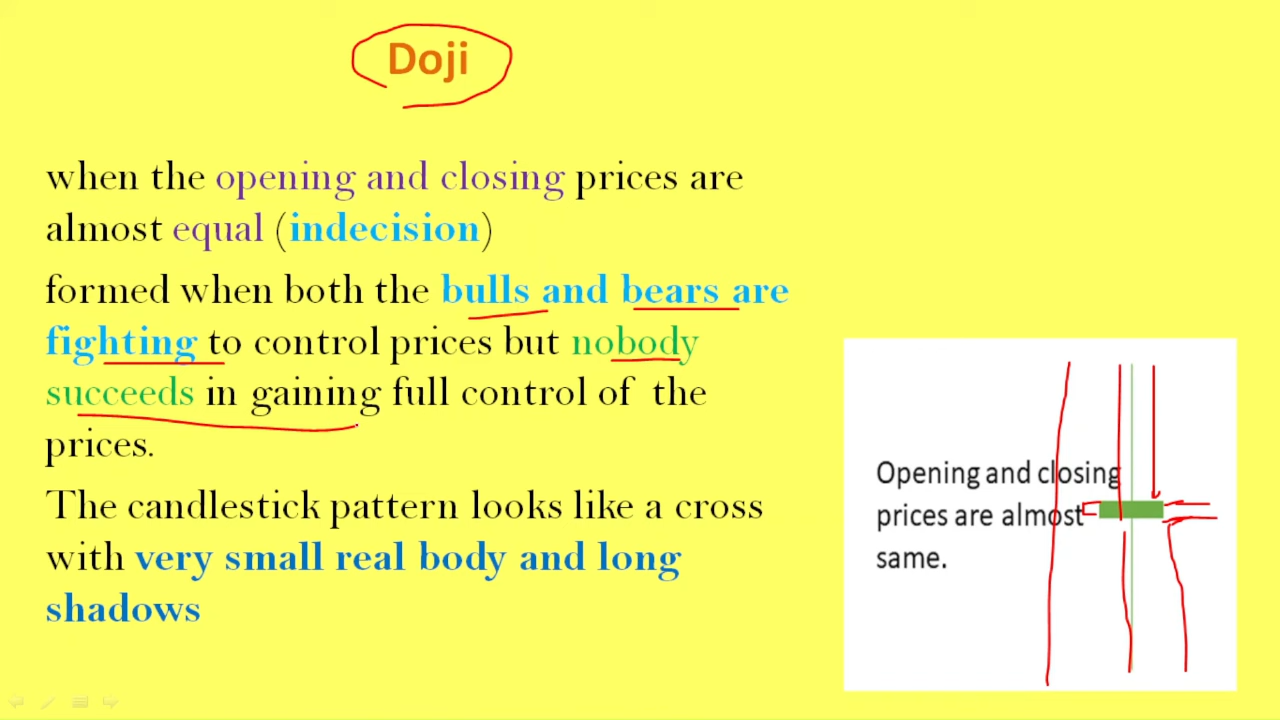 Doji
when the opening and closing prices are
almost equal (indecision)
formed when both the bulls and bears are
fighting to control prices but nobody
succeeds in gaining full control of the
prices.
The candlestick pattern looks like a cross
with very small real body and long
shadows
Opening and closing
prices are almost
same.